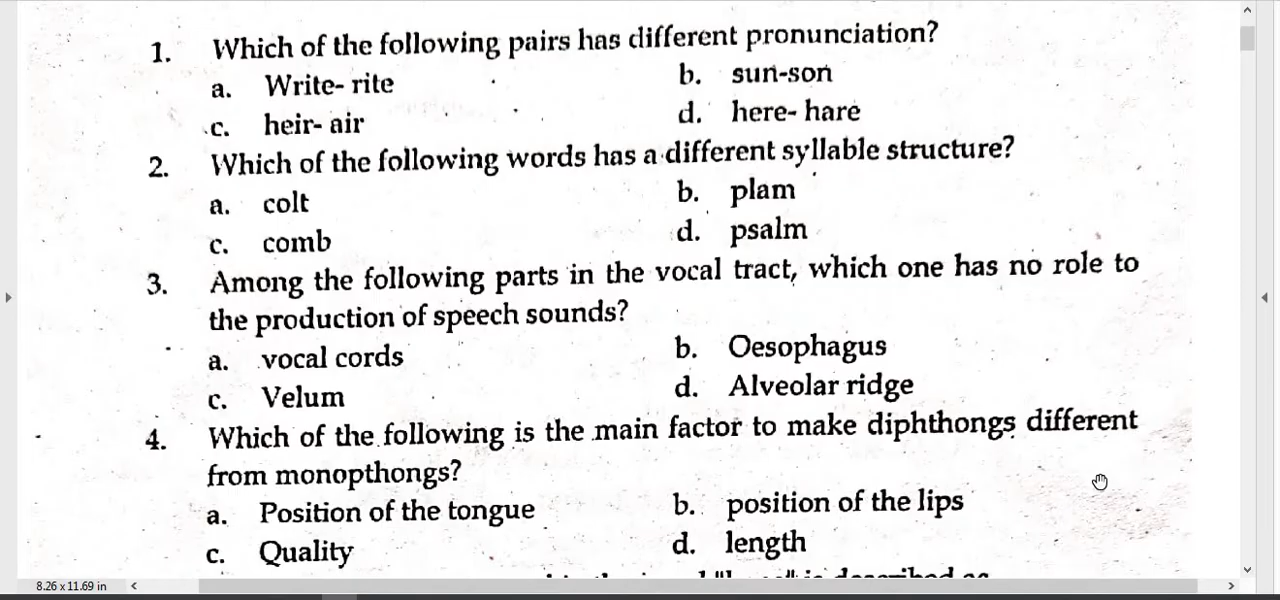 1. Which of the following pairs has different pronunciation?
a. Write- rite b. sun-son
c. heir- air d. here- hare
2. Which of the following words has a different syllable structure?
a. colt b. plam
c. comb d. psalm
3. Among the following parts in the vocal tract, which one has no role to
the production of speech sounds?
a. vocal cords b. Oesophagus
c. Velum d. Alveolar ridge
4. Which of the following is the main factor to make diphthongs different
from monopthongs?
a. Position of the tongue b. position of the lips
c. Quality d. length
8.26 x 11.69 in